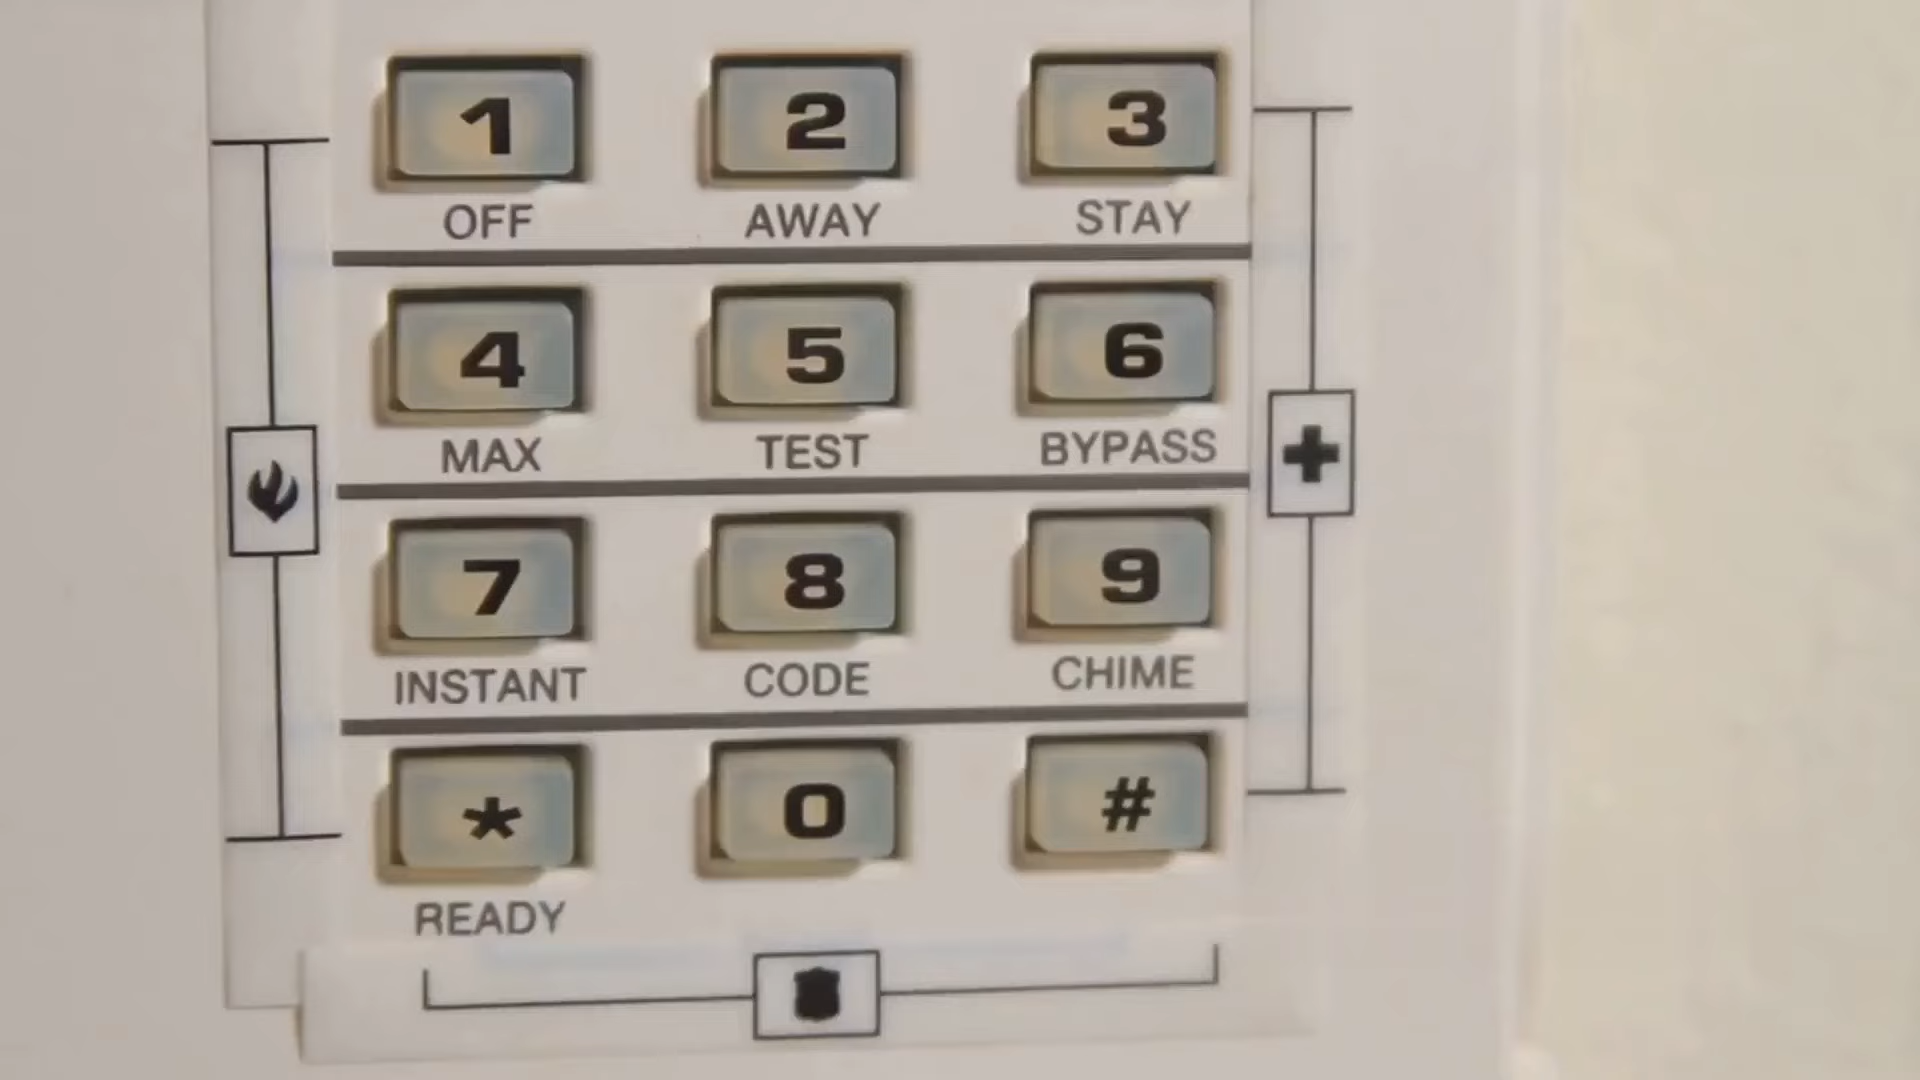 1 2 3
OFF AWAY STAY
4 5 6
MAX TEST BYPASS
7 8 9
INSTANT CODE CHIME
* 0 #
READY